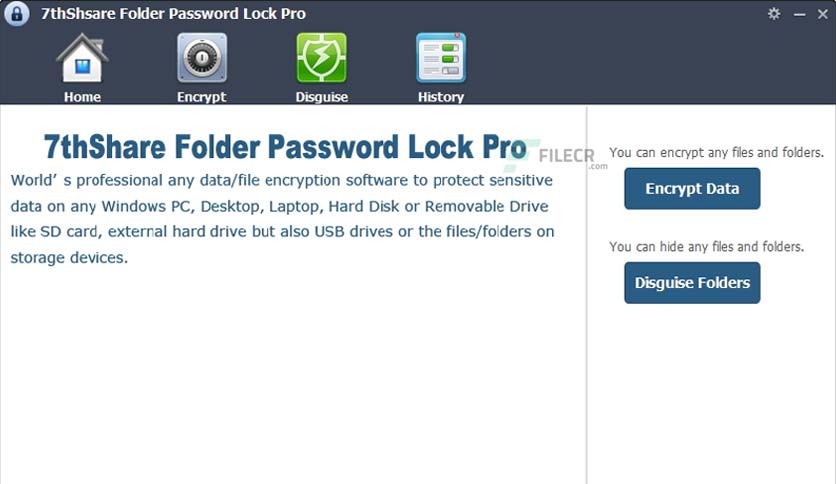 7thShsare Folder Password Lock Pro
Home
Encrypt
Disguise
History
7thShare Folder Password Lock Pro
World’ s professional any data/file encryption software to protect sensitive
data on any Windows PC, Desktop, Laptop, Hard Disk or Removable Drive
like SD card, external hard drive but also USB drives or the files/folders on
storage devices.
FILECR
.com
You can encrypt any files and folders.
Encrypt Data
You can hide any files and folders.
Disguise Folders